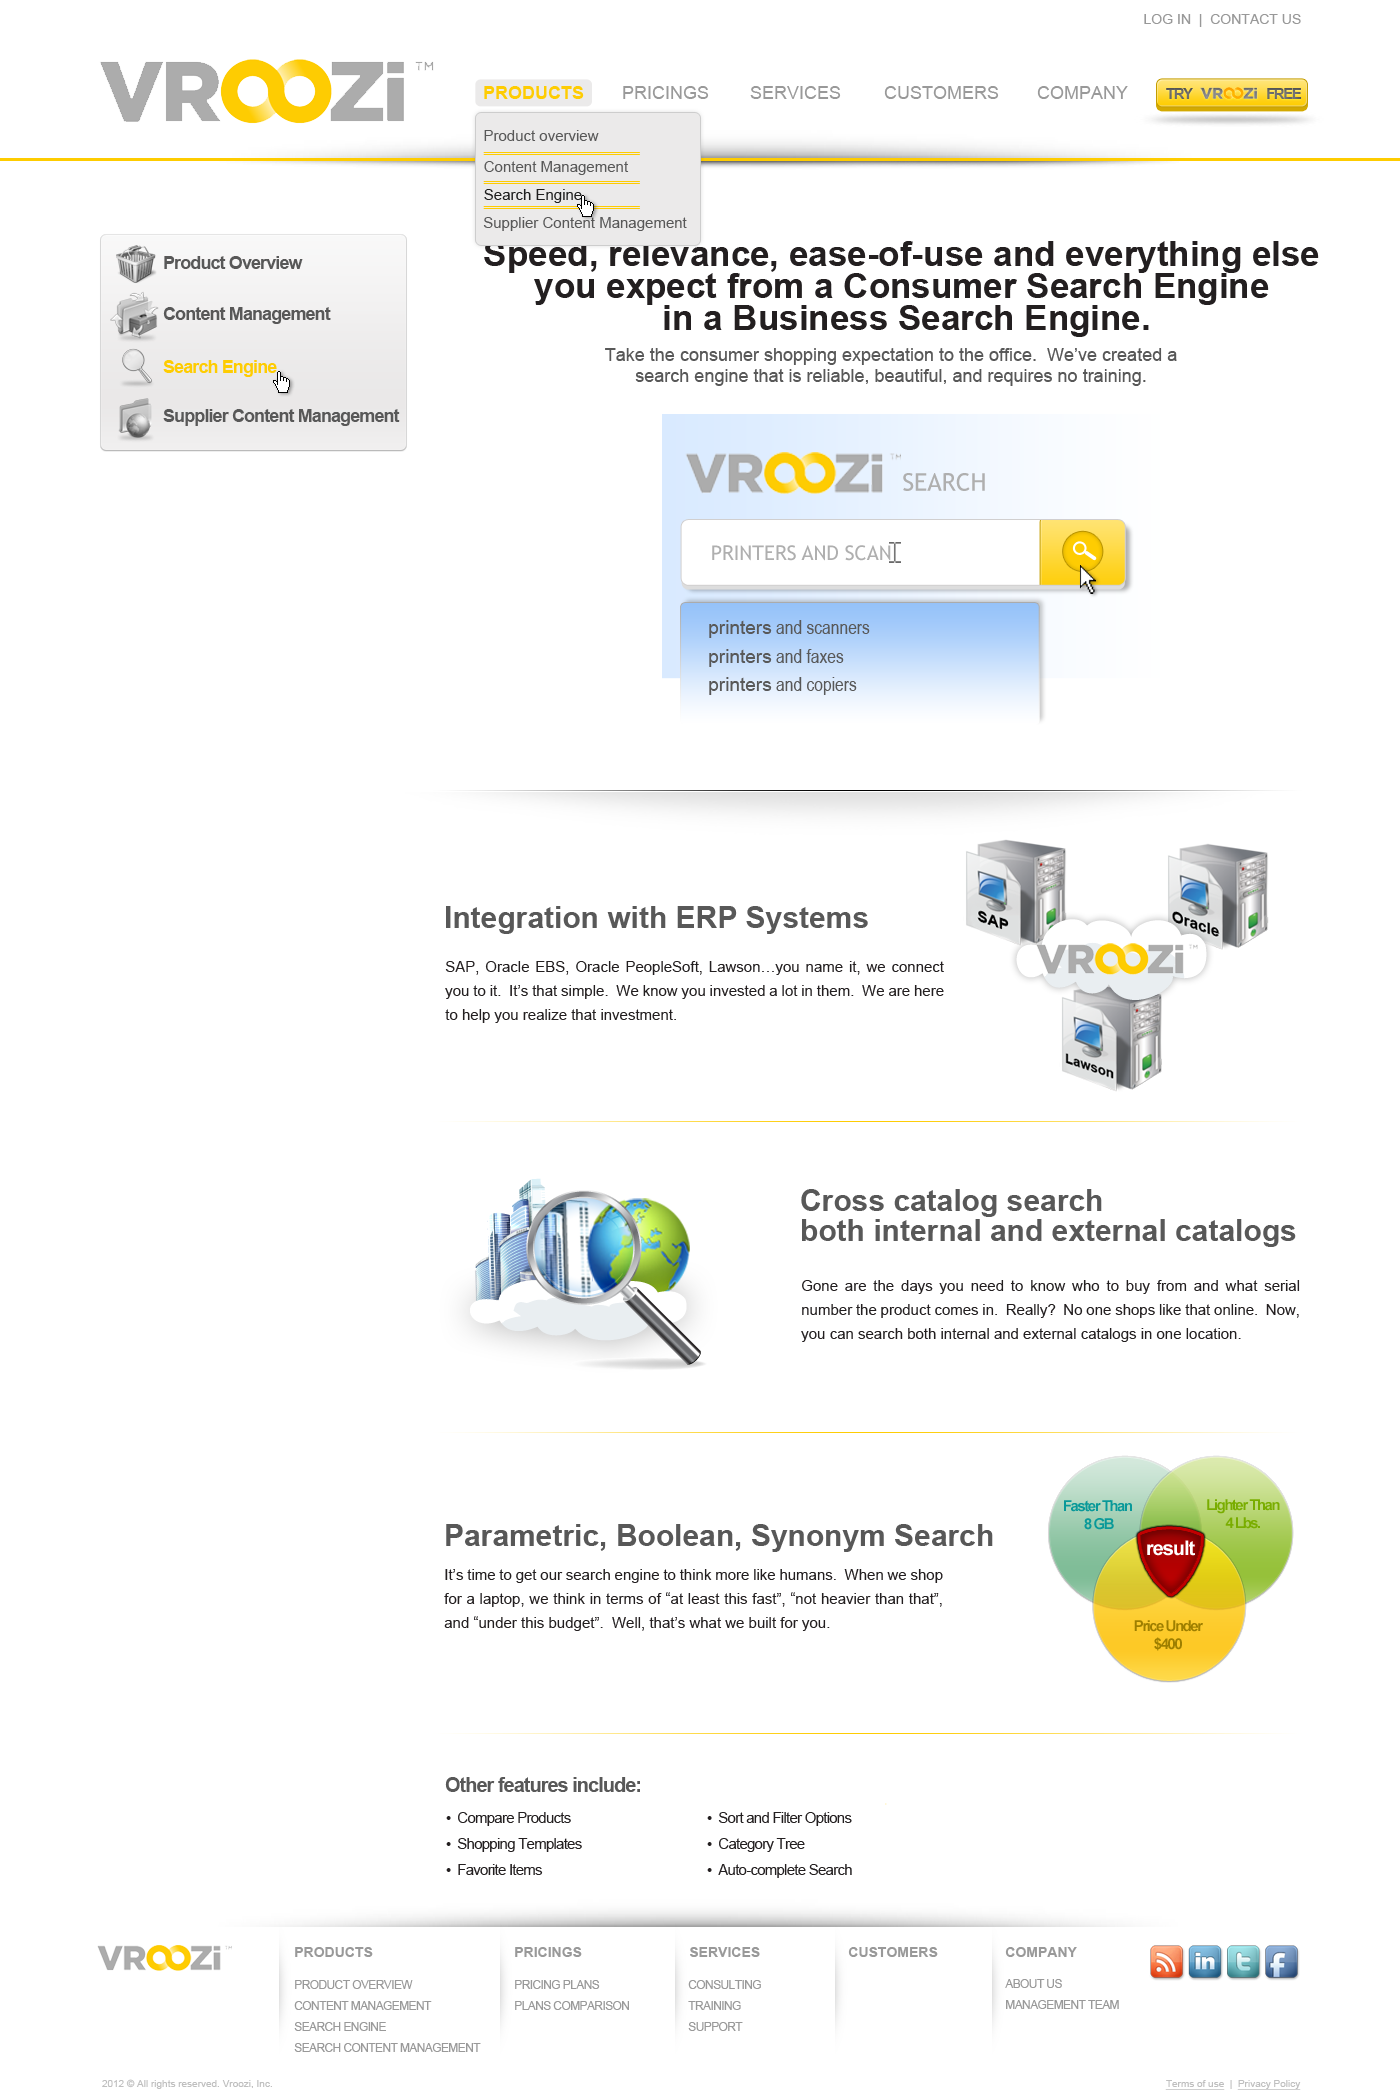 LOG IN | CONTACT US
VROOZi™
PRODUCTS PRICINGS SERVICES CUSTOMERS COMPANY TRY VROOZi FREE
Product overview
Content Management
Search Engine
Supplier Content Management
Product Overview
Content Management
Search Engine
Supplier Content Management
Speed, relevance, ease-of-use and everything else
you expect from a Consumer Search Engine
in a Business Search Engine.
Take the consumer shopping expectation to the office. We've created a
search engine that is reliable, beautiful, and requires no training.
VROOZi™ SEARCH
PRINTERS AND SCAN
printers and scanners
printers and faxes
printers and copiers
Integration with ERP Systems
SAP, Oracle EBS, Oracle PeopleSoft, Lawson...you name it, we connect
you to it. It's that simple. We know you invested a lot in them. We are here
to help you realize that investment.
SAP
Oracle
VROOZi™
Lawson
Cross catalog search
both internal and external catalogs
Gone are the days you need to know who to buy from and what serial
number the product comes in. Really? No one shops like that online. Now,
you can search both internal and external catalogs in one location.
Parametric, Boolean, Synonym Search
It's time to get our search engine to think more like humans. When we shop
for a laptop, we think in terms of “at least this fast”, “not heavier than that”,
and “under this budget”. Well, that's what we built for you.
Faster Than
8 GB
Lighter Than
4 Lbs.
result
Price Under
$400
Other features include:
• Compare Products
• Shopping Templates
• Favorite Items
• Sort and Filter Options
• Category Tree
• Auto-complete Search
VROOZi™
PRODUCTS
PRODUCT OVERVIEW
CONTENT MANAGEMENT
SEARCH ENGINE
SEARCH CONTENT MANAGEMENT
PRICINGS
PRICING PLANS
PLANS COMPARISON
SERVICES
CONSULTING
TRAINING
SUPPORT
CUSTOMERS
COMPANY
ABOUT US
MANAGEMENT TEAM
in
t
f
2012 © All rights reserved. Vroozi, Inc.
Terms of use | Privacy Policy